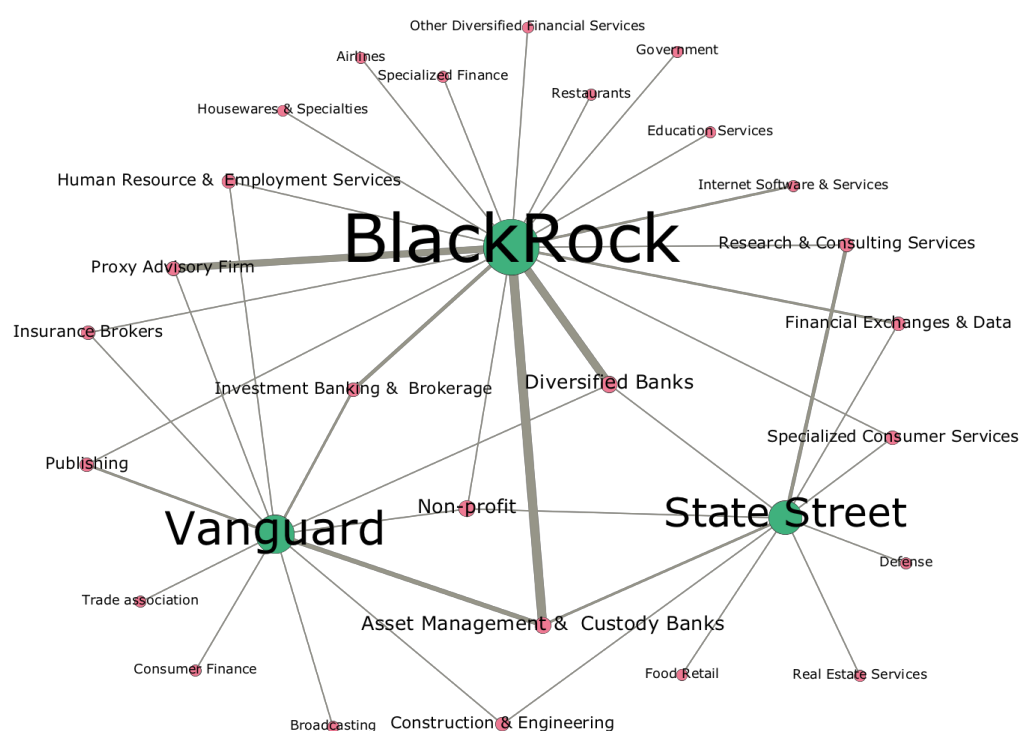 Other Diversified Financial Services
Government
Airlines
Specialized Finance
Restaurants
Housewares & Specialties
Education Services
Human Resource & Employment Services
Internet Software & Services
BlackRock
Research & Consulting Services
Proxy Advisory Firm
Financial Exchanges & Data
Insurance Brokers
Investment Banking & Brokerage
Diversified Banks
Specialized Consumer Services
Publishing
Non-profit
State Street
Vanguard
Defense
Trade association
Asset Management & Custody Banks
Consumer Finance
Food Retail
Real Estate Services
Broadcasting
Construction & Engineering